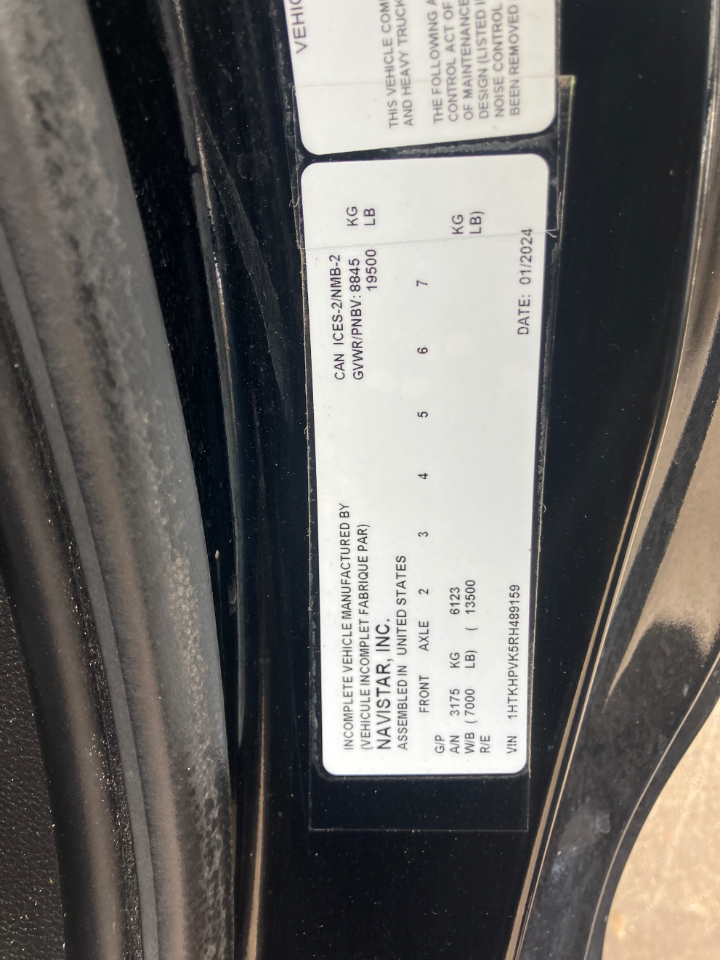 VEHIC
THIS VEHICLE COM
AND HEAVY TRUCK
THE FOLLOWING A
CONTROL ACT OF
OF MAINTENANCE
DESIGN (LISTED I
NOISE CONTROL
BEEN REMOVED
INCOMPLETE VEHICLE MANUFACTURED BY CAN ICES-2/NMB-2
(VEHICULE INCOMPLET FABRIQUE PAR) GVWR/PNBV: 8845 KG
NAVISTAR, INC. 19500 LB
ASSEMBLED IN UNITED STATES
FRONT AXLE 2 3 4 5 6 7
G/P
A/N 3175 KG 6123 KG
W/B ( 7000 LB) ( 13500 LB)
R/E
DATE: 01/2024
VIN 1HTKHPVK5RH489159